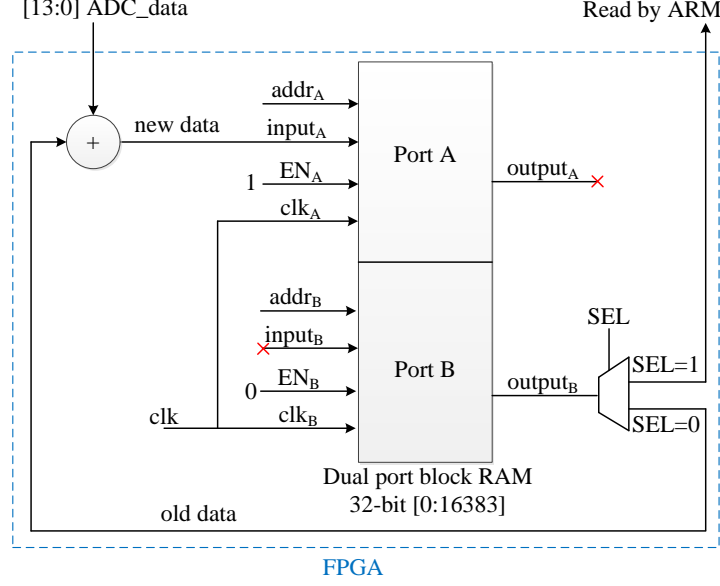 [13:0] ADC_data
Read by ARM
addrA
new data
inputA
+
Port A
1 ENA
outputA
clkA
addrB
inputB
SEL
Port B
SEL=1
0 ENB
outputB
clk
clkB
SEL=0
Dual port block RAM
32-bit [0:16383]
old data
FPGA